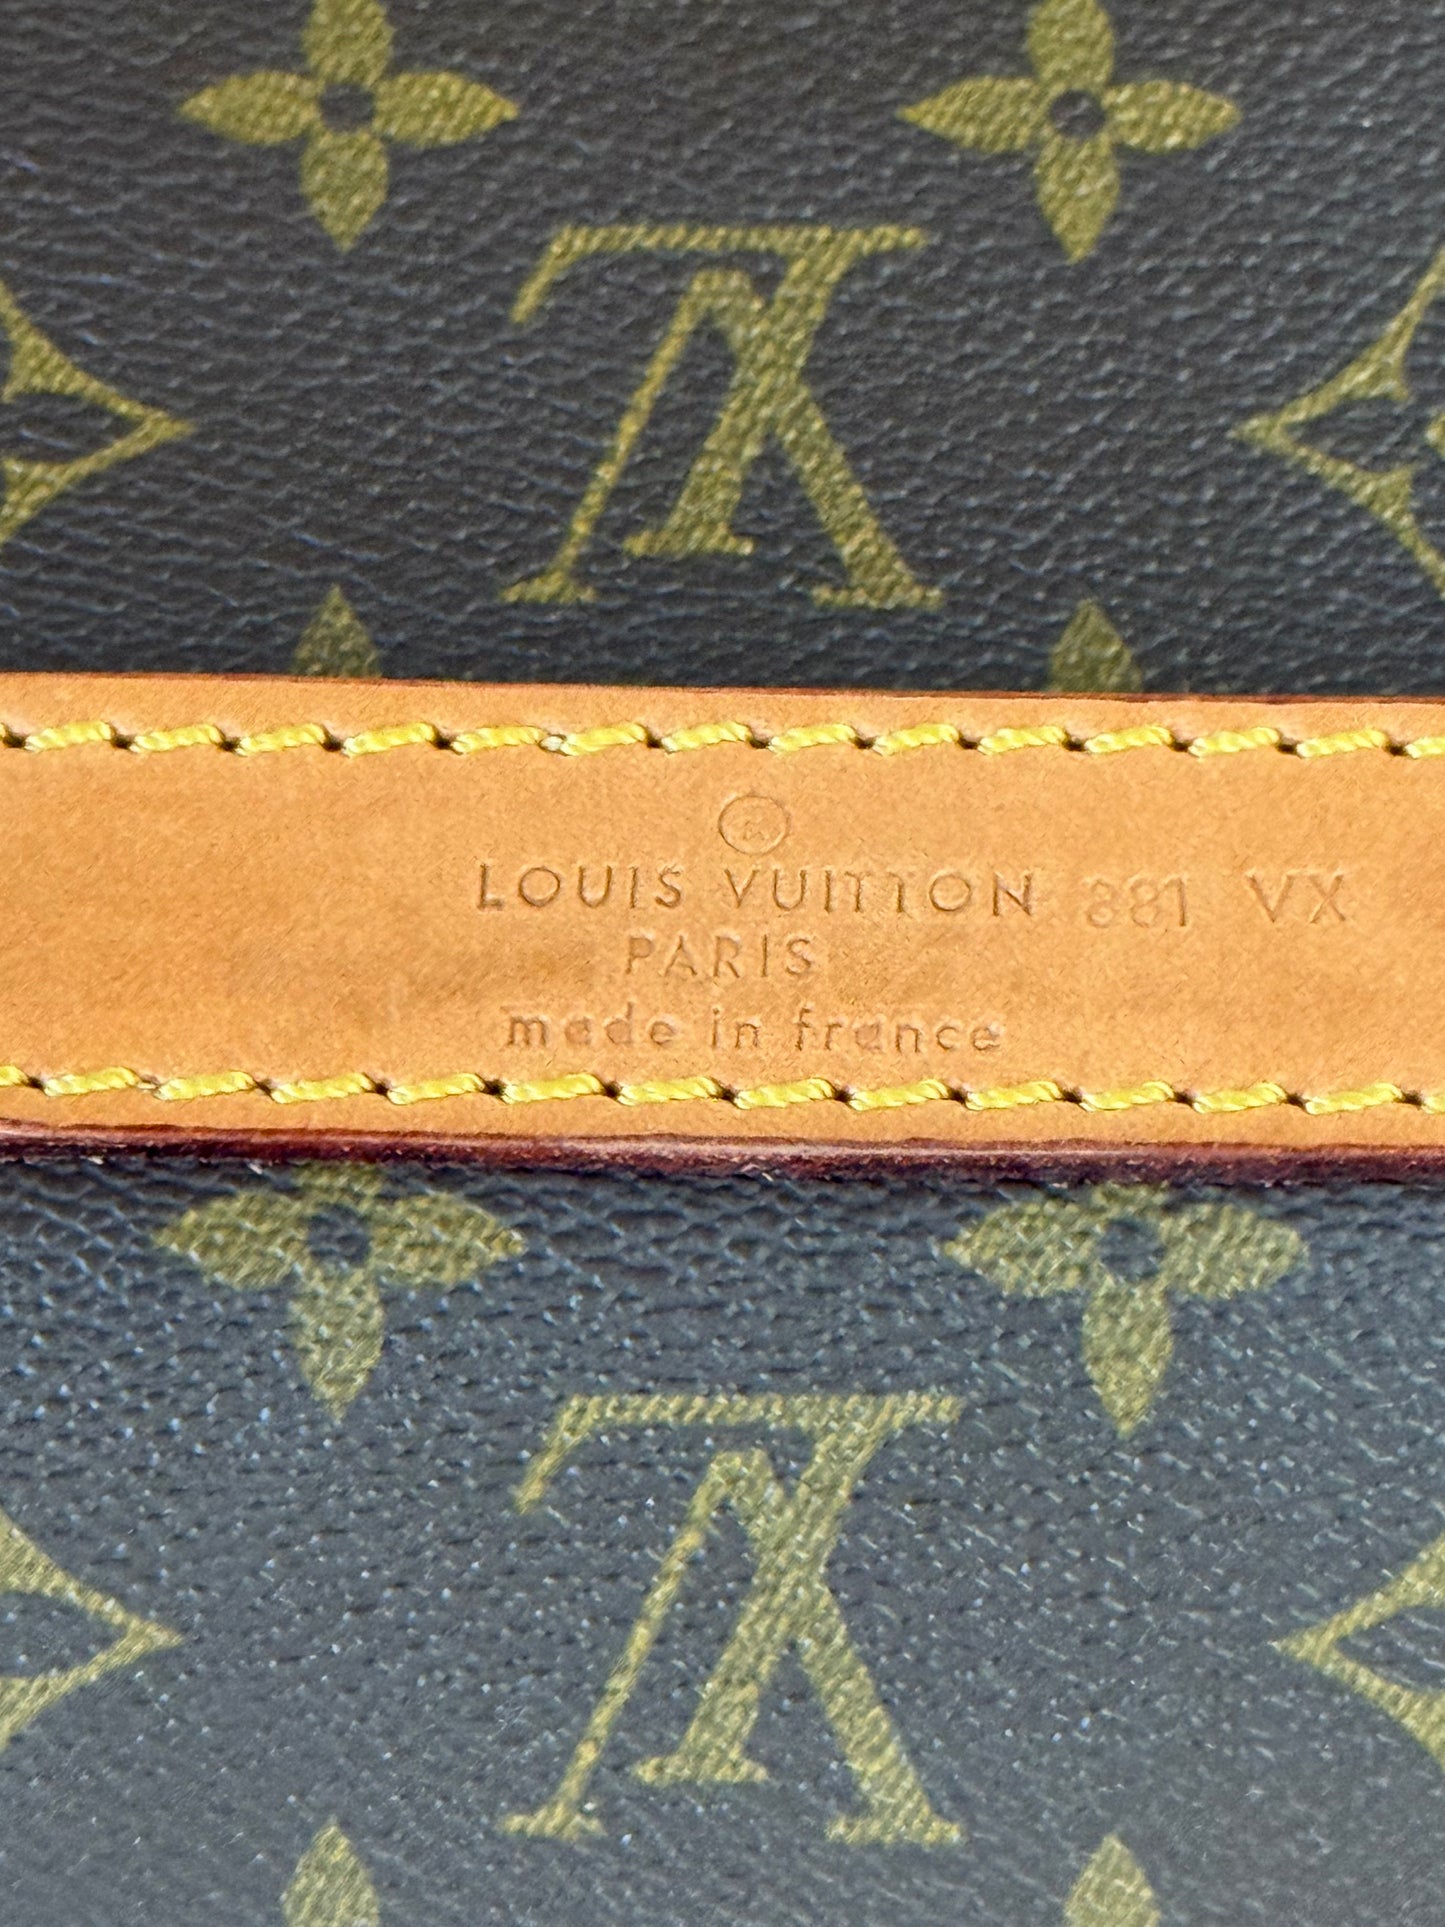 ®
LOUIS VUITTON 881 VX
PARIS
made in france